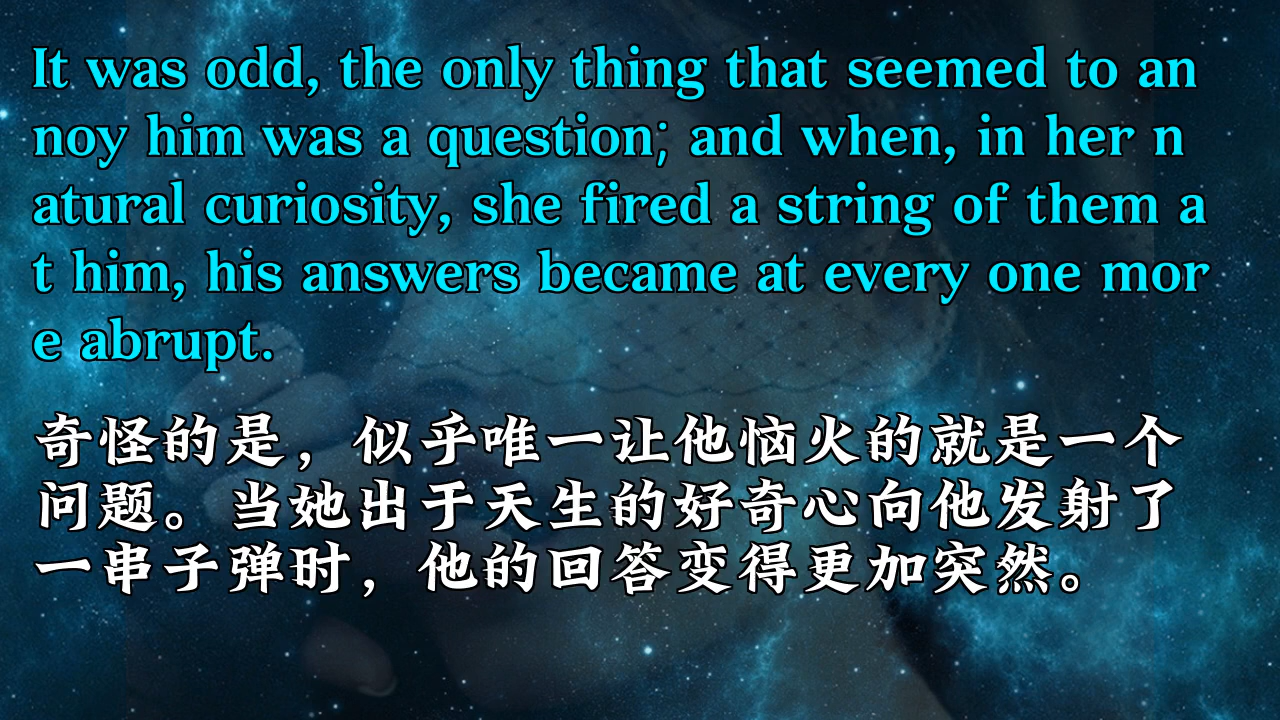 It was odd, the only thing that seemed to an
noy him was a question; and when, in her n
atural curiosity, she fired a string of them a
t him, his answers became at every one mor
e abrupt.
奇怪的是，似乎唯一让他恼火的就是一个
问题。当她出于天生的好奇心向他发射了
一串子弹时，他的回答变得更加突然。